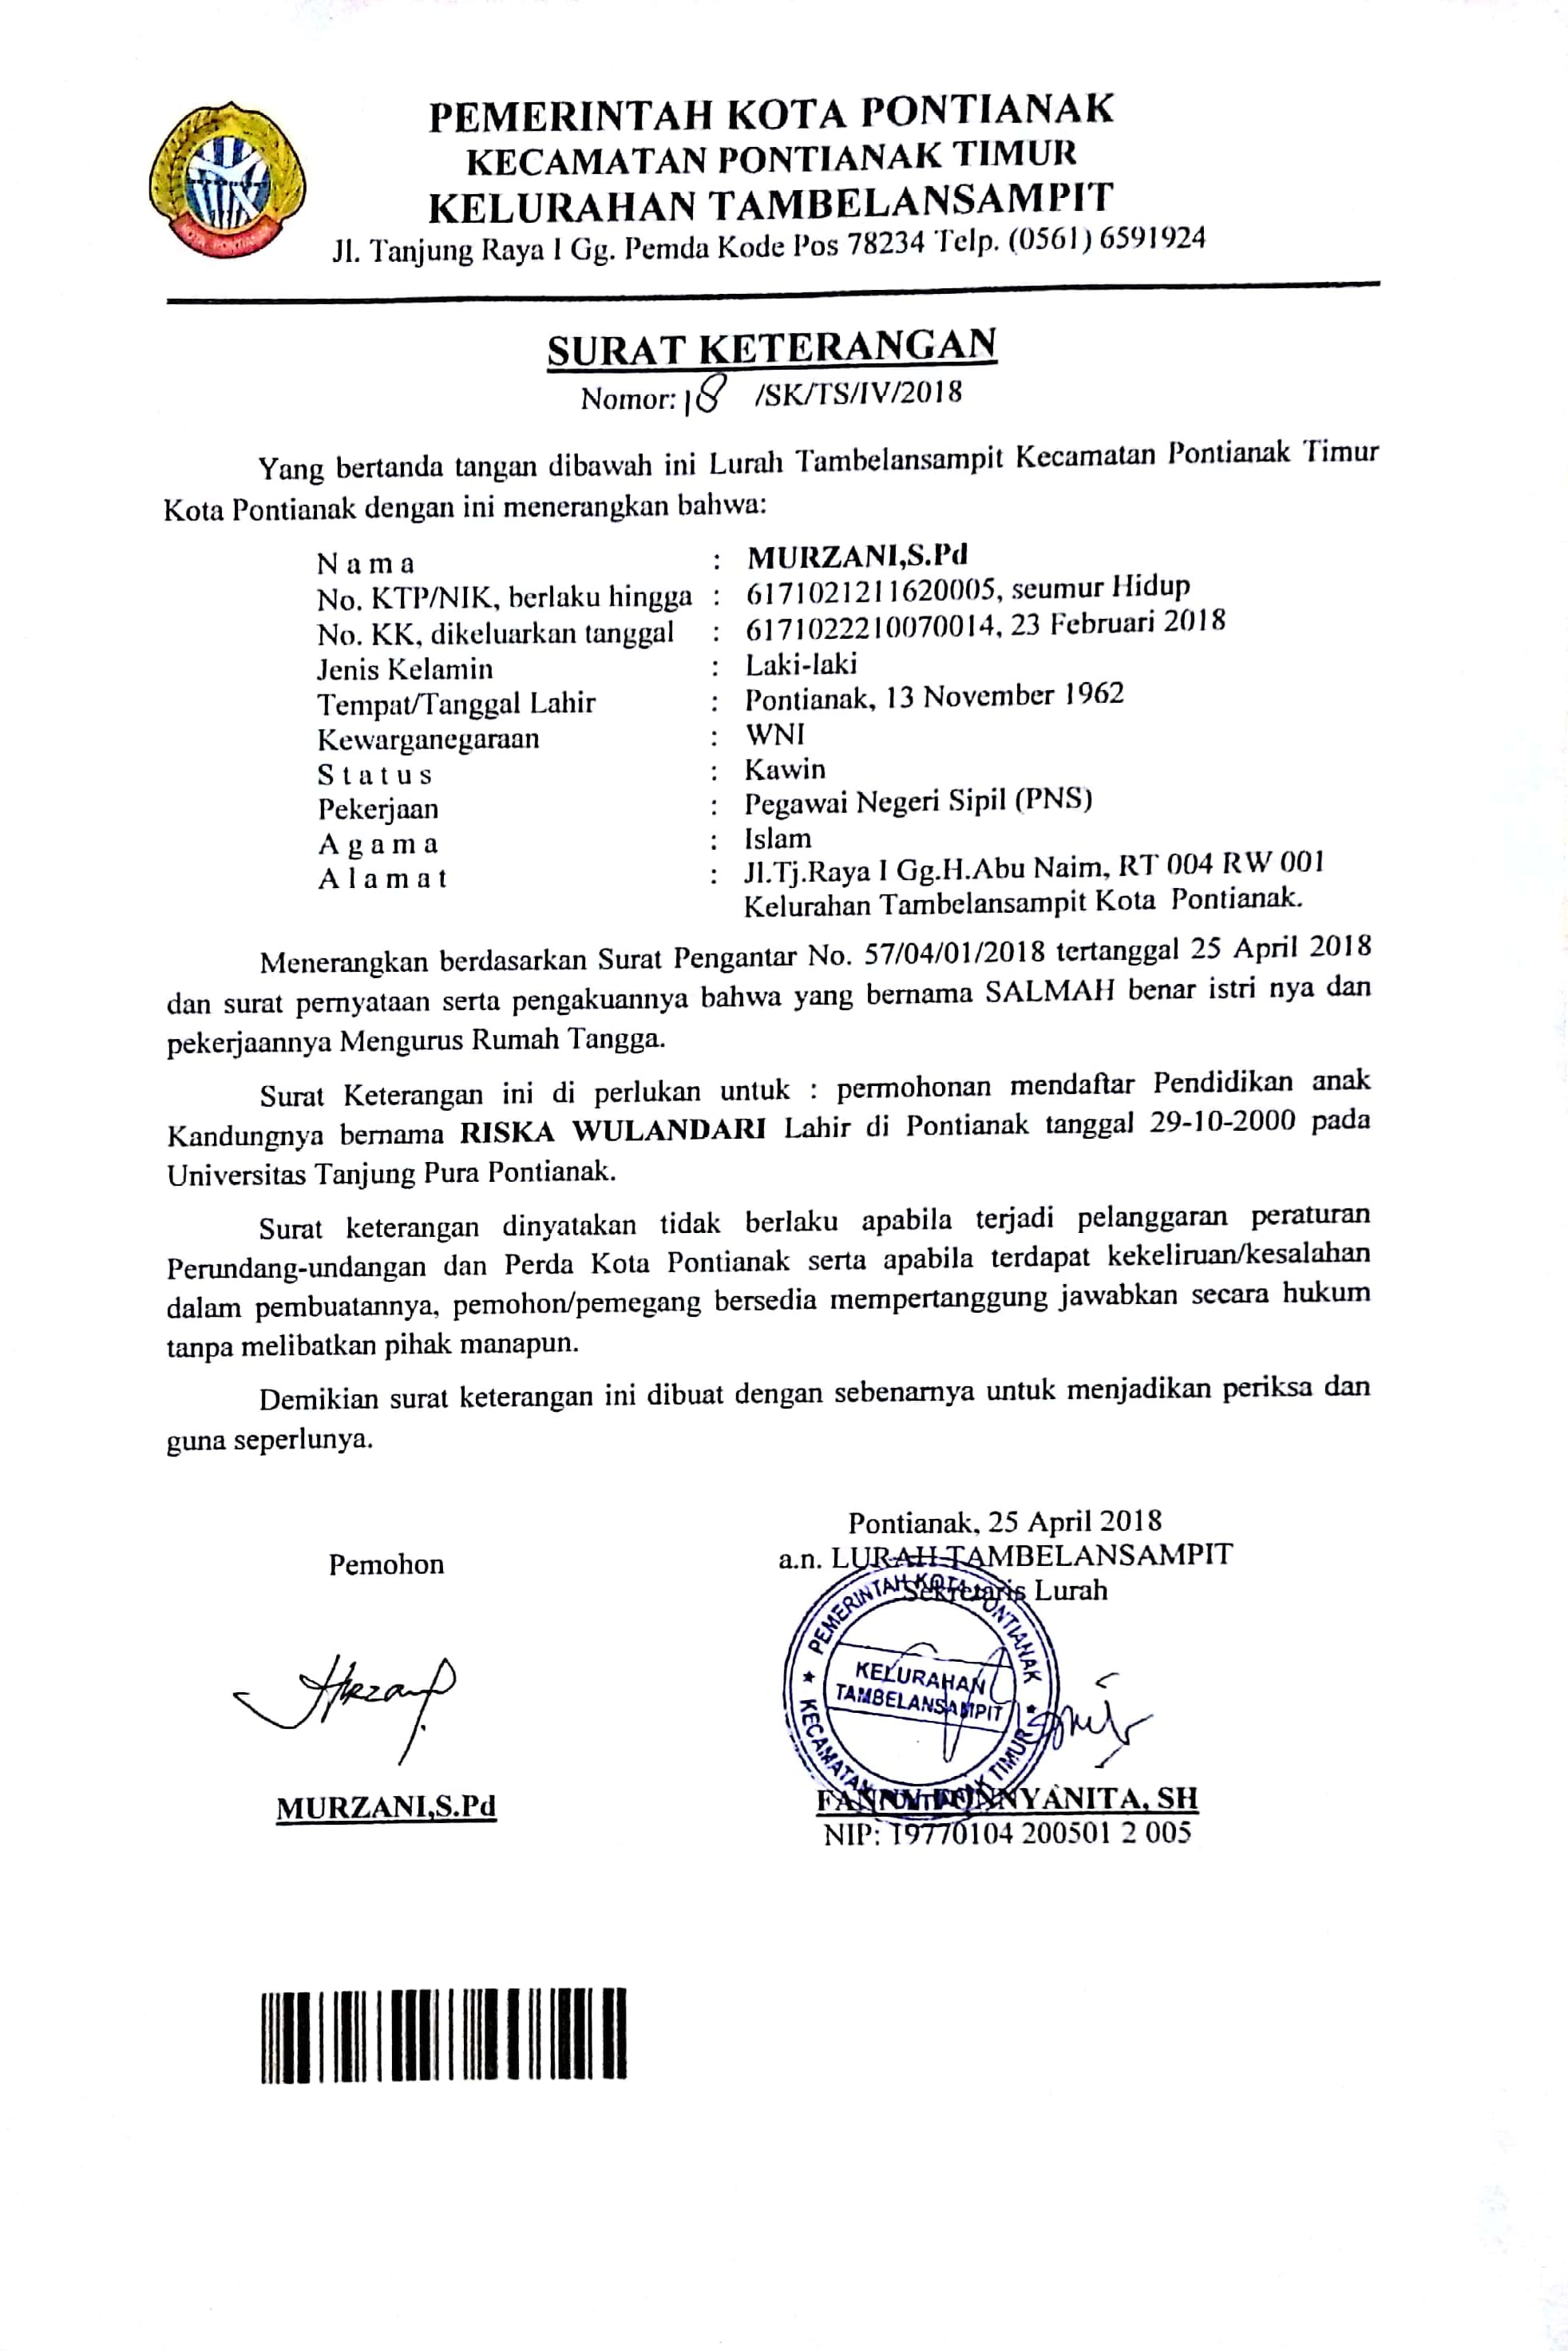 PEMERINTAH KOTA PONTIANAK
KECAMATAN PONTIANAK TIMUR
KELURAHAN TAMBELANSAMPIT
Jl. Tanjung Raya I Gg. Pemda Kode Pos 78234 Telp. (0561) 6591924
KOTA PONTIANAK
SURAT KETERANGAN
Nomor: 18 /SK/TS/IV/2018
Yang bertanda tangan dibawah ini Lurah Tambelansampit Kecamatan Pontianak Timur
Kota Pontianak dengan ini menerangkan bahwa:
N a m a : MURZANI,S.Pd
No. KTP/NIK, berlaku hingga : 6171021211620005, seumur Hidup
No. KK, dikeluarkan tanggal : 6171022210070014, 23 Februari 2018
Jenis Kelamin : Laki-laki
Tempat/Tanggal Lahir : Pontianak, 13 November 1962
Kewarganegaraan : WNI
S t a t u s : Kawin
Pekerjaan : Pegawai Negeri Sipil (PNS)
A g a m a : Islam
A l a m a t : Jl.Tj.Raya I Gg.H.Abu Naim, RT 004 RW 001
Kelurahan Tambelansampit Kota Pontianak.
Menerangkan berdasarkan Surat Pengantar No. 57/04/01/2018 tertanggal 25 April 2018
dan surat pernyataan serta pengakuannya bahwa yang bernama SALMAH benar istri nya dan
pekerjaannya Mengurus Rumah Tangga.
Surat Keterangan ini di perlukan untuk : permohonan mendaftar Pendidikan anak
Kandungnya bernama RISKA WULANDARI Lahir di Pontianak tanggal 29-10-2000 pada
Universitas Tanjung Pura Pontianak.
Surat keterangan dinyatakan tidak berlaku apabila terjadi pelanggaran peraturan
Perundang-undangan dan Perda Kota Pontianak serta apabila terdapat kekeliruan/kesalahan
dalam pembuatannya, pemohon/pemegang bersedia mempertanggung jawabkan secara hukum
tanpa melibatkan pihak manapun.
Demikian surat keterangan ini dibuat dengan sebenarnya untuk menjadikan periksa dan
guna seperlunya.
Pontianak, 25 April 2018
a.n. LURAH TAMBELANSAMPIT
Sekretaris Lurah
Pemohon
PEMERINTAH KOTA PONTIANAK
KELURAHAN
TAMBELANSAMPIT
KECAMATAN PONTIANAK TIMUR
MURZANI,S.Pd
FANNY FONNYANITA, SH
NIP: 19770104 200501 2 005